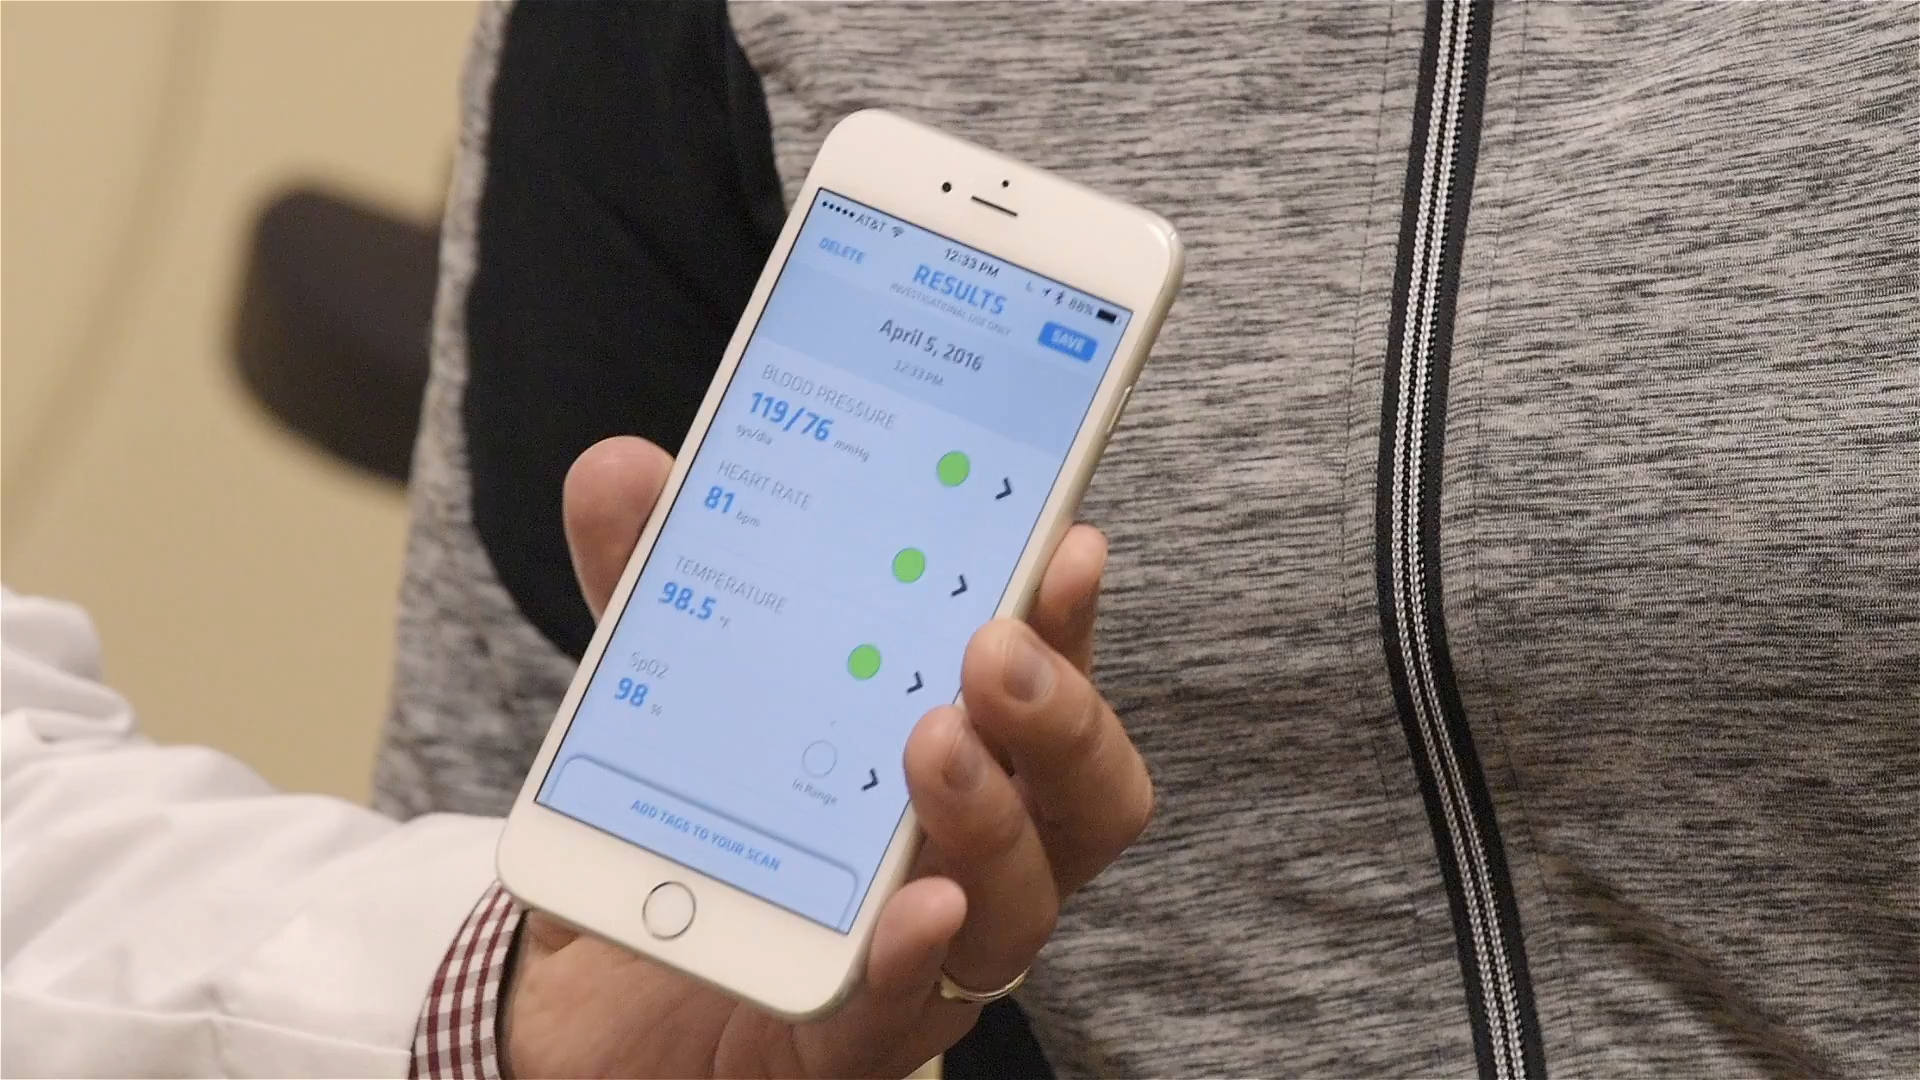 AT&T
12:33 PM
88%
DELETE
RESULTS
INVESTIGATIONAL USE ONLY
SAVE
April 5, 2016
12:33 PM
BLOOD PRESSURE
119/76 mmHg
sys/dia
HEART RATE
81 bpm
TEMPERATURE
98.5 °F
SpO2
98 %
In Range
ADD TAGS TO YOUR SCAN